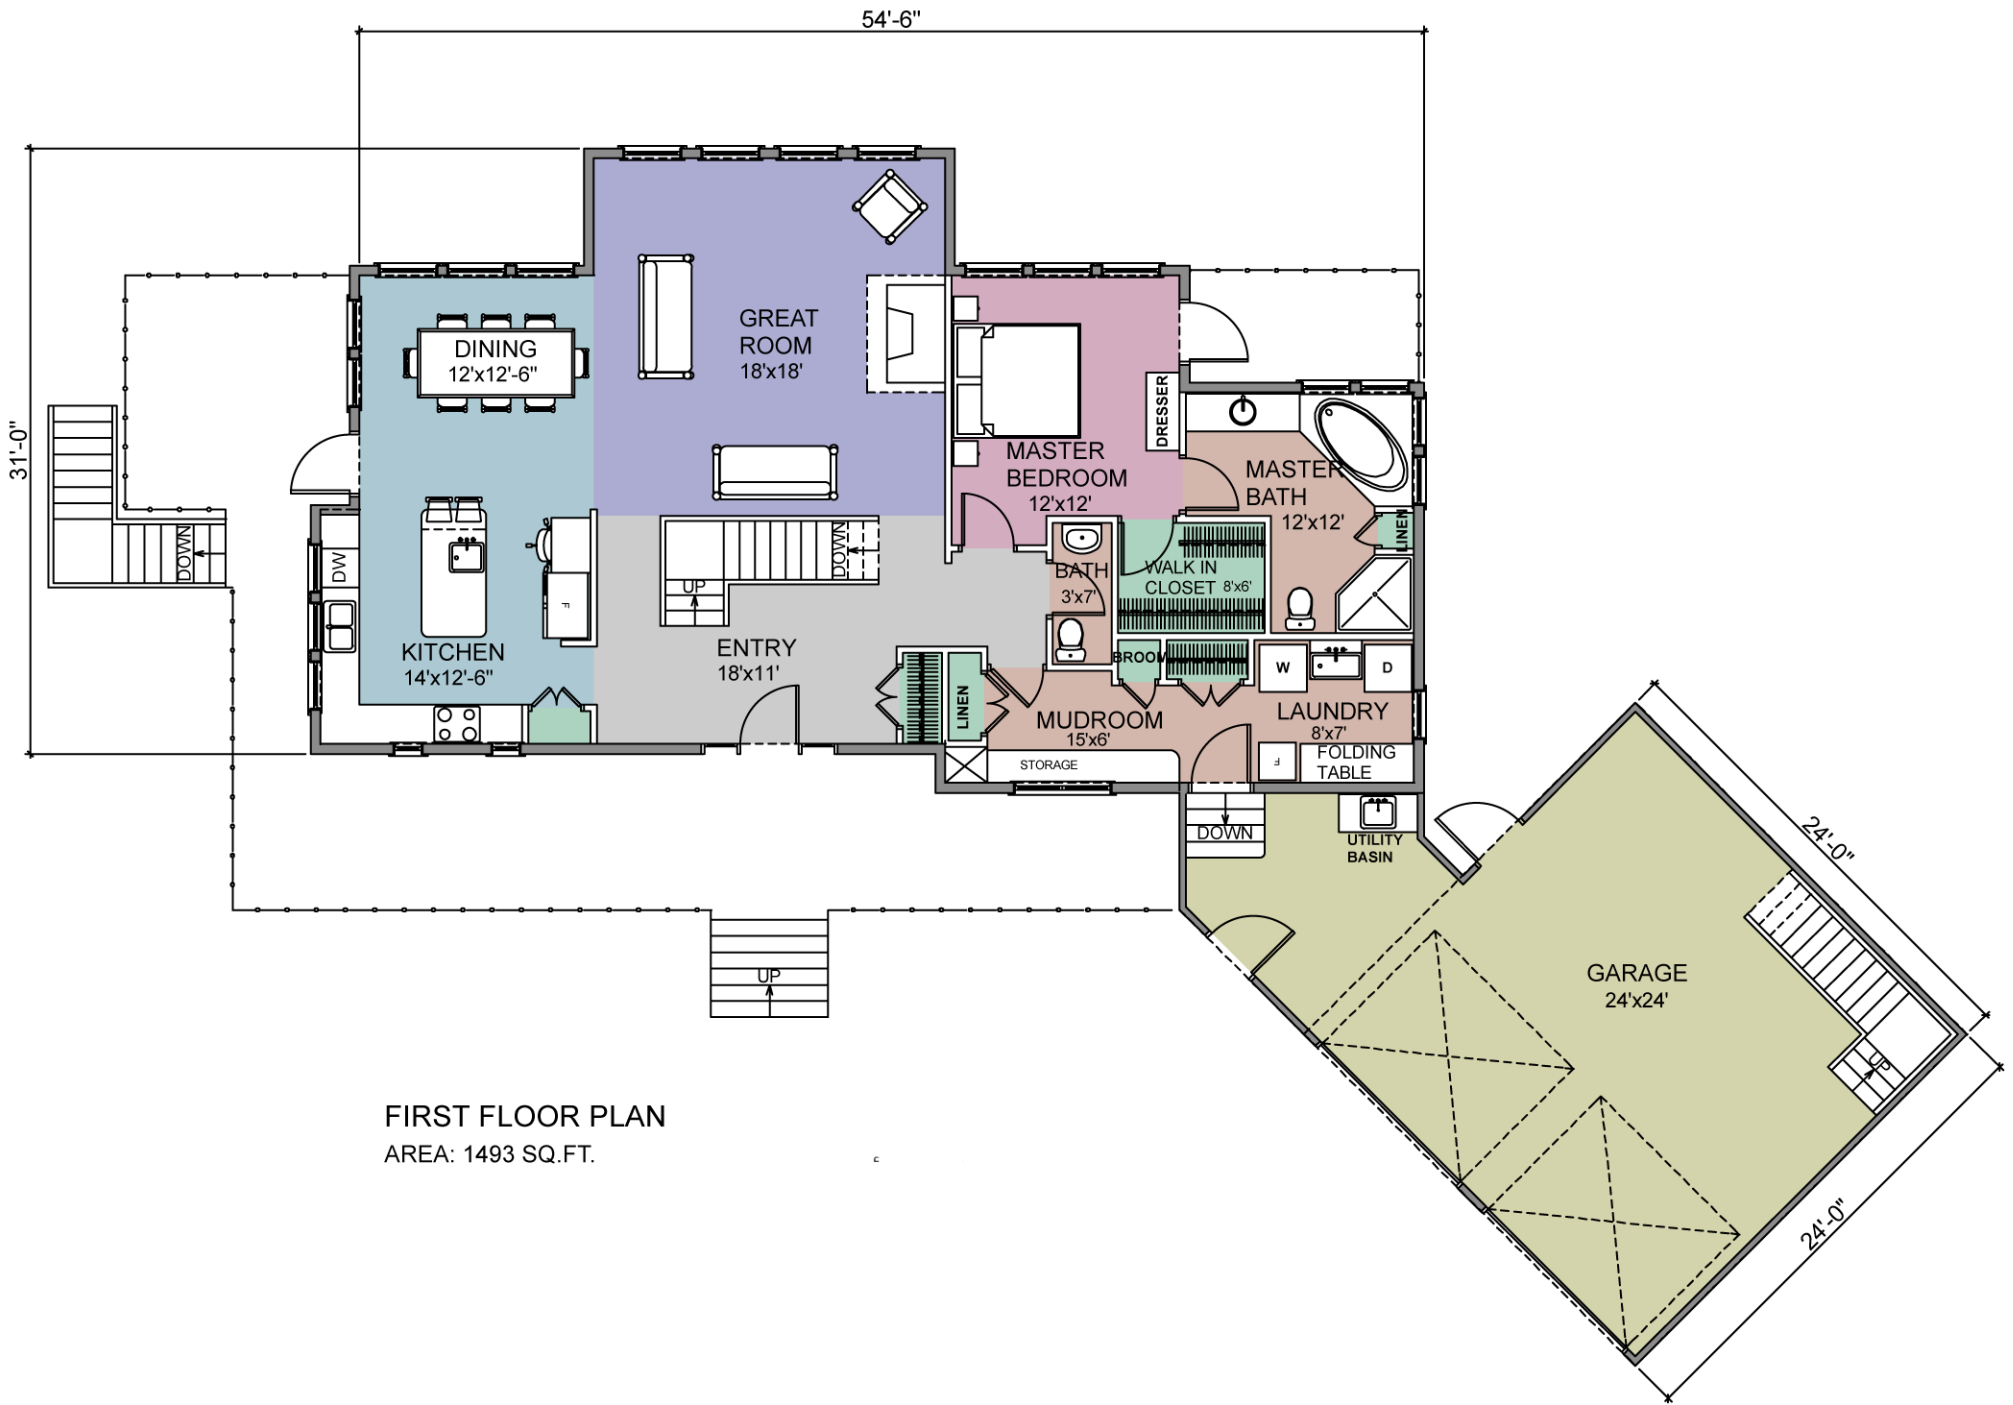 54'-6"
31'-0"
GREAT
ROOM
18'x18'
DINING
12'x12'-6"
DRESSER
MASTER
BEDROOM
12'x12'
MASTER
BATH
12'x12'
LINEN
DOWN
DW
F
DOWN
UP
BATH
3'x7'
WALK IN
CLOSET 8'x6'
KITCHEN
14'x12'-6"
ENTRY
18'x11'
BROOM
W
D
LINEN
MUDROOM
15'x6'
LAUNDRY
8'x7'
STORAGE
F
FOLDING
TABLE
DOWN
UTILITY
BASIN
24'-0"
UP
GARAGE
24'x24'
UP
24'-0"
FIRST FLOOR PLAN
AREA: 1493 SQ.FT.
c